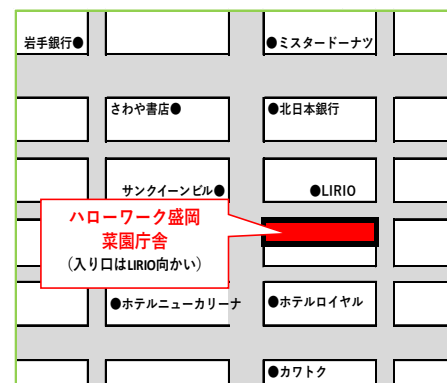 岩手銀行●
●ミスタードーナツ
さわや書店●
●北日本銀行
サンクイーンビル●
●LIRIO
ハローワーク盛岡
菜園庁舎
(入り口はLIRIO向かい)
●ホテルニューカリーナ
●ホテルロイヤル
●カワトク